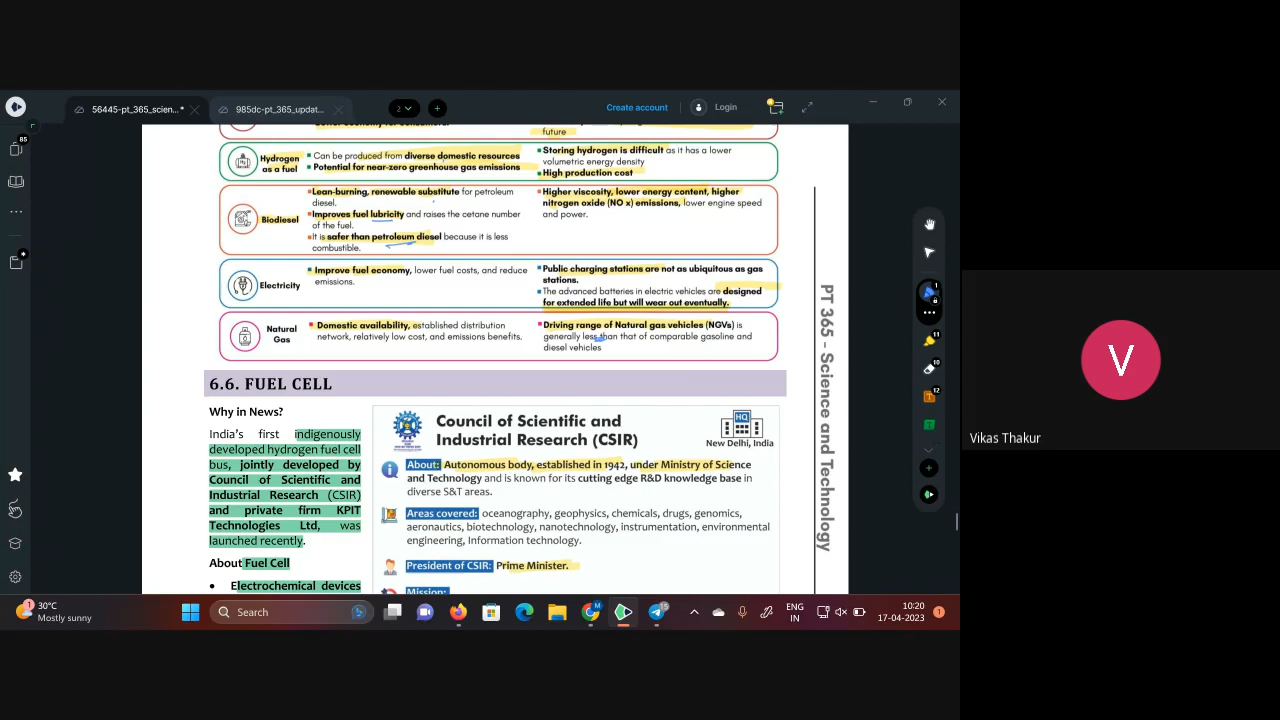 56445-pt_365_scien...*
985dc-pt_365_updat...
2
Create account
Login
85
future
Hydrogen as a fuel
Can be produced from diverse domestic resources
Potential for near-zero greenhouse gas emissions
Storing hydrogen is difficult as it has a lower
volumetric energy density
High production cost
Biodiesel
Lean-burning, renewable substitute for petroleum
diesel.
Improves fuel lubricity and raises the cetane number
of the fuel.
It is safer than petroleum diesel because it is less
combustible.
Higher viscosity, lower energy content, higher
nitrogen oxide (NO x) emissions, lower engine speed
and power.
Electricity
Improve fuel economy, lower fuel costs, and reduce
emissions.
Public charging stations are not as ubiquitous as gas
stations.
The advanced batteries in electric vehicles are designed
for extended life but will wear out eventually.
Natural
Gas
Domestic availability, established distribution
network, relatively low cost, and emissions benefits.
Driving range of Natural gas vehicles (NGVs) is
generally less than that of comparable gasoline and
diesel vehicles
PT 365 - Science and Technology
6.6. FUEL CELL
Why in News?
India's first indigenously
developed hydrogen fuel cell
bus, jointly developed by
Council of Scientific and
Industrial Research (CSIR)
and private firm KPIT
Technologies Ltd, was
launched recently.
About Fuel Cell
• Electrochemical devices
Council of Scientific and
Industrial Research (CSIR)
HQ
New Delhi, India
About: Autonomous body, established in 1942, under Ministry of Science
and Technology and is known for its cutting edge R&D knowledge base in
diverse S&T areas.
Areas covered: oceanography, geophysics, chemicals, drugs, genomics,
aeronautics, biotechnology, nanotechnology, instrumentation, environmental
engineering, Information technology.
President of CSIR: Prime Minister.
Mission:
1
11
10
12
V
Vikas Thakur
30°C
Mostly sunny
Search
M
15
ENG
IN
10:20
17-04-2023
1